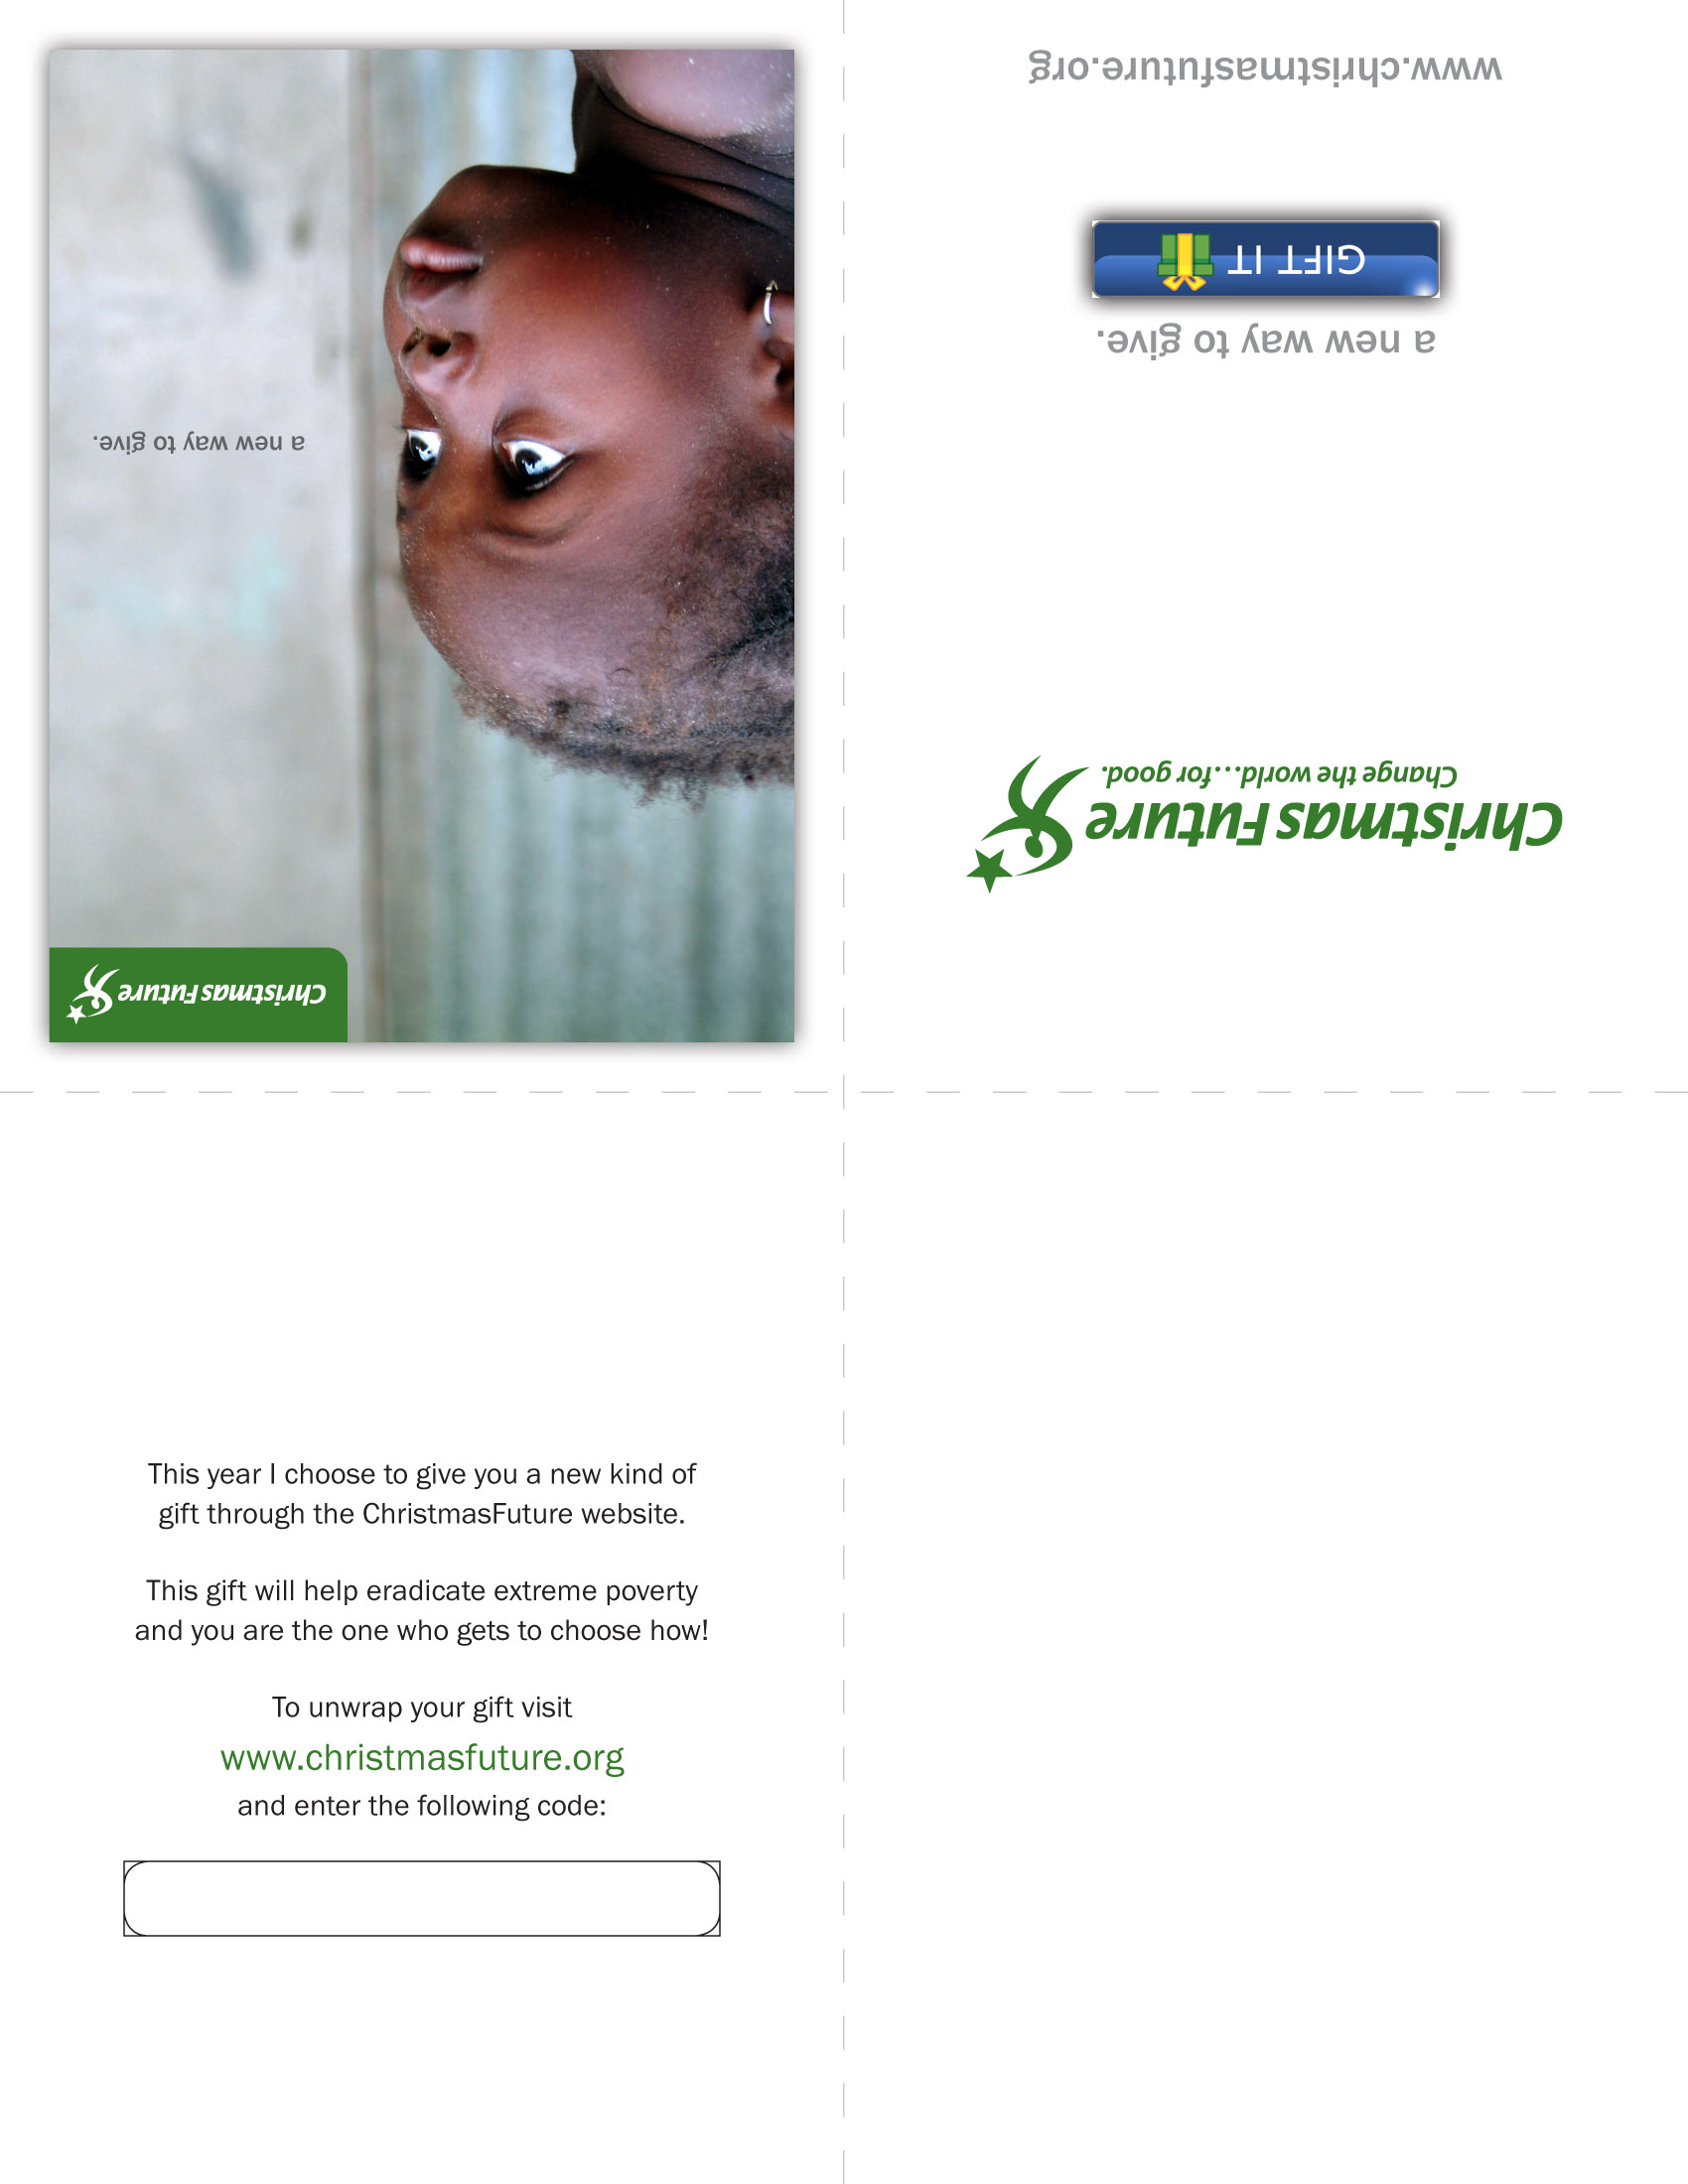 a new way to give.
ChristmasFuture
ChristmasFuture
Change the world...for good.
a new way to give.
GIFT IT
www.christmasfuture.org
This year I choose to give you a new kind of
gift through the ChristmasFuture website.
This gift will help eradicate extreme poverty
and you are the one who gets to choose how!
To unwrap your gift visit
www.christmasfuture.org
and enter the following code: